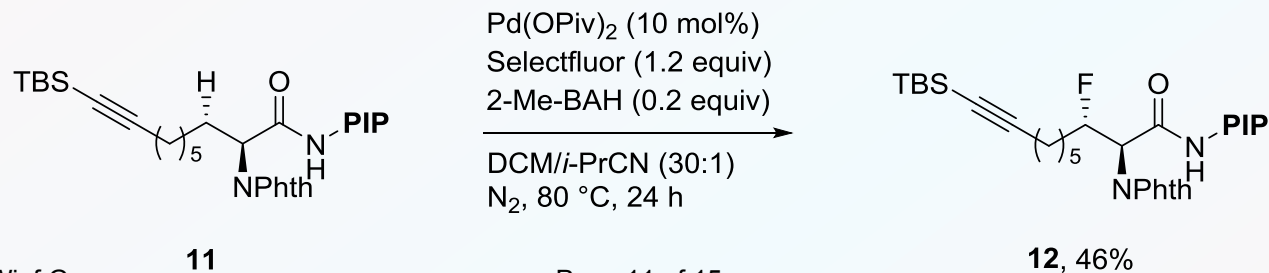 Pd(OPiv)2 (10 mol%)
Selectfluor (1.2 equiv)
2-Me-BAH (0.2 equiv)
DCM/i-PrCN (30:1)
N2, 80 °C, 24 h
TBS
H
O
( )5
N
H
PIP
NPhth
11
TBS
F
O
( )5
N
H
PIP
NPhth
12, 46%